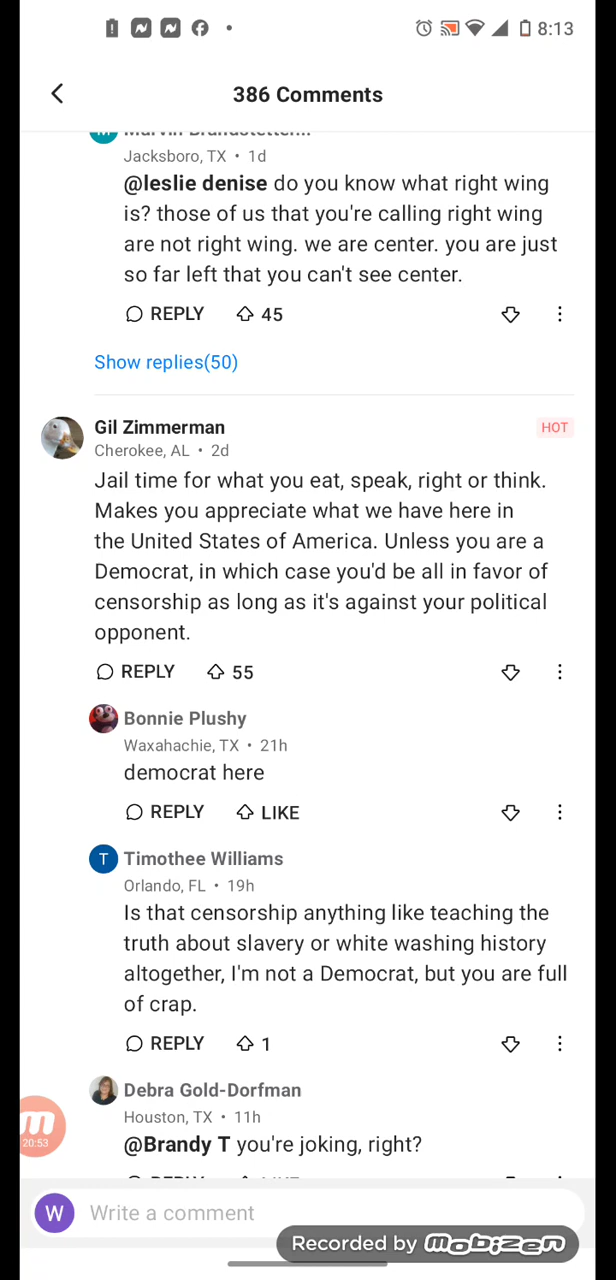 8:13
386 Comments
Jacksboro, TX • 1d
@leslie denise do you know what right wing
is? those of us that you're calling right wing
are not right wing. we are center. you are just
so far left that you can't see center.
REPLY 45
Show replies(50)
Gil Zimmerman HOT
Cherokee, AL • 2d
Jail time for what you eat, speak, right or think.
Makes you appreciate what we have here in
the United States of America. Unless you are a
Democrat, in which case you'd be all in favor of
censorship as long as it's against your political
opponent.
REPLY 55
Bonnie Plushy
Waxahachie, TX • 21h
democrat here
REPLY LIKE
T Timothee Williams
Orlando, FL • 19h
Is that censorship anything like teaching the
truth about slavery or white washing history
altogether, I'm not a Democrat, but you are full
of crap.
REPLY 1
Debra Gold-Dorfman
Houston, TX • 11h
@Brandy T you're joking, right?
m
20:53
W Write a comment
Recorded by mobizen